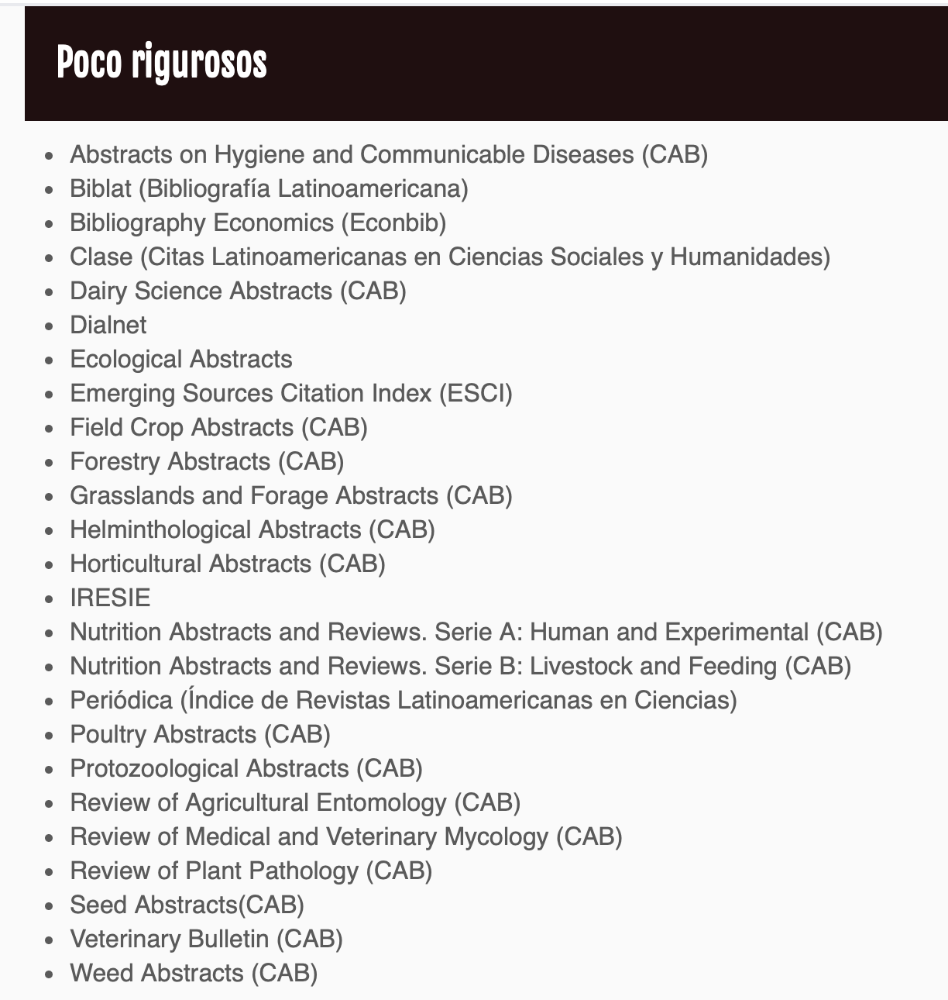 Poco rigurosos
Abstracts on Hygiene and Communicable Diseases (CAB)
Biblat (Bibliografía Latinoamericana)
Bibliography Economics (Econbib)
Clase (Citas Latinoamericanas en Ciencias Sociales y Humanidades)
Dairy Science Abstracts (CAB)
Dialnet
Ecological Abstracts
Emerging Sources Citation Index (ESCI)
Field Crop Abstracts (CAB)
Forestry Abstracts (CAB)
Grasslands and Forage Abstracts (CAB)
Helminthological Abstracts (CAB)
Horticultural Abstracts (CAB)
IRESIE
Nutrition Abstracts and Reviews. Serie A: Human and Experimental (CAB)
Nutrition Abstracts and Reviews. Serie B: Livestock and Feeding (CAB)
Periódica (Índice de Revistas Latinoamericanas en Ciencias)
Poultry Abstracts (CAB)
Protozoological Abstracts (CAB)
Review of Agricultural Entomology (CAB)
Review of Medical and Veterinary Mycology (CAB)
Review of Plant Pathology (CAB)
Seed Abstracts(CAB)
Veterinary Bulletin (CAB)
Weed Abstracts (CAB)